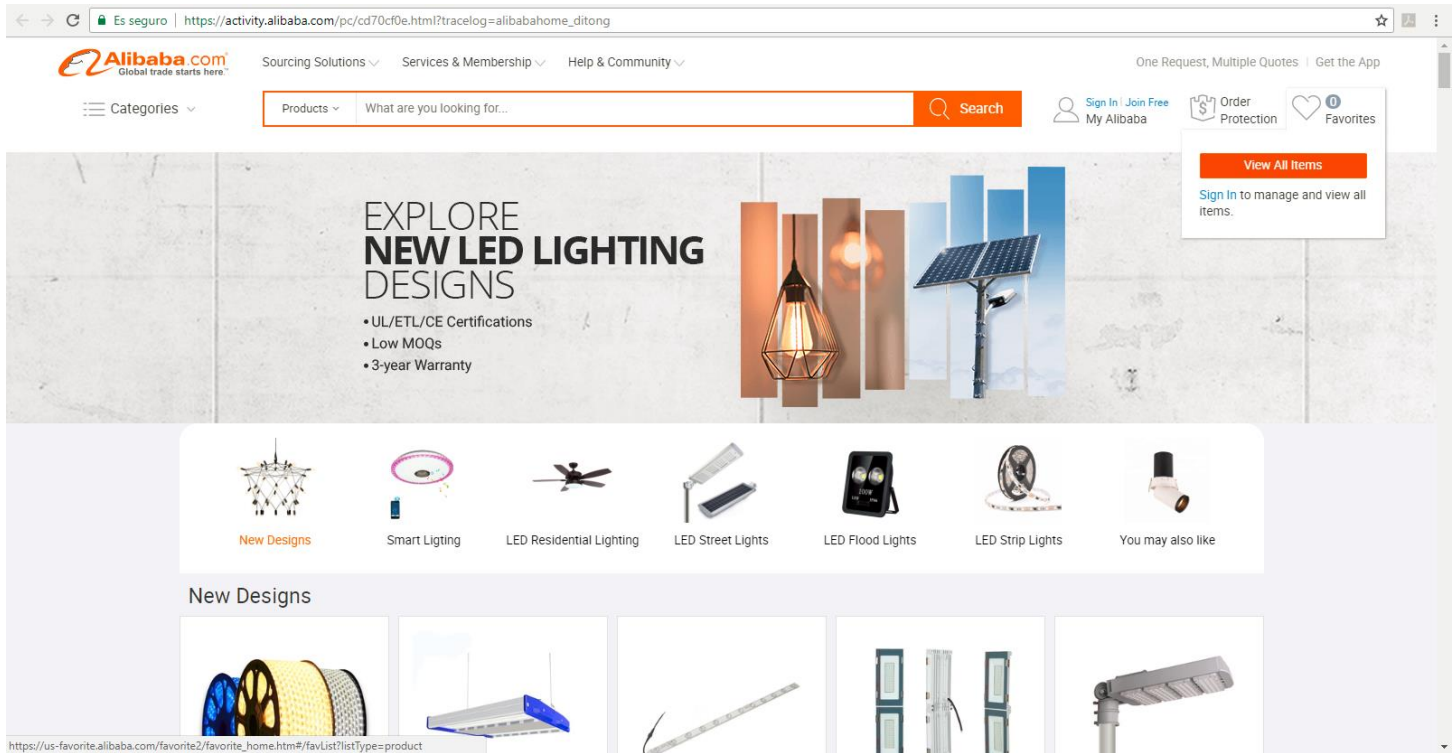 Es seguro | https://activity.alibaba.com/pc/cd70cf0e.html?tracelog=alibabahome_ditong
Alibaba.com
Global trade starts here.™
Sourcing Solutions
Services & Membership
Help & Community
One Request, Multiple Quotes | Get the App
Categories
Products
What are you looking for...
Search
Sign In | Join Free
My Alibaba
Order
Protection
0
Favorites
View All Items
Sign In to manage and view all
items.
EXPLORE
NEW LED LIGHTING
DESIGNS
• UL/ETL/CE Certifications
• Low MOQs
• 3-year Warranty
New Designs
Smart Ligting
LED Residential Lighting
LED Street Lights
100W
LED Flood Lights
LED Strip Lights
You may also like
New Designs
https://us-favorite.alibaba.com/favorite2/favorite_home.htm#/favList?listType=product